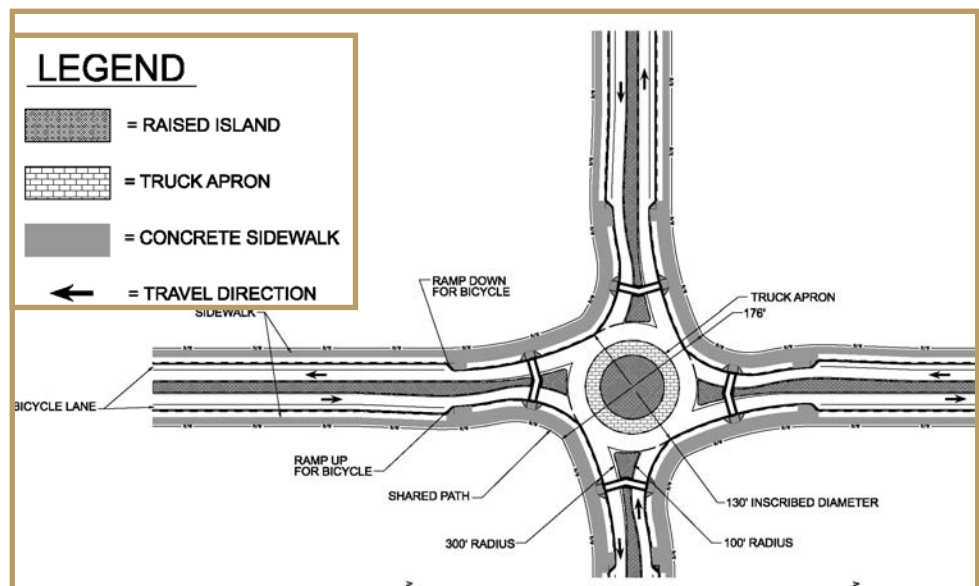 LEGEND
= RAISED ISLAND
= TRUCK APRON
= CONCRETE SIDEWALK
= TRAVEL DIRECTION
SIDEWALK
RAMP DOWN
FOR BICYCLE
TRUCK APRON
176'
BICYCLE LANE
RAMP UP
FOR BICYCLE
SHARED PATH
130' INSCRIBED DIAMETER
300' RADIUS
100' RADIUS